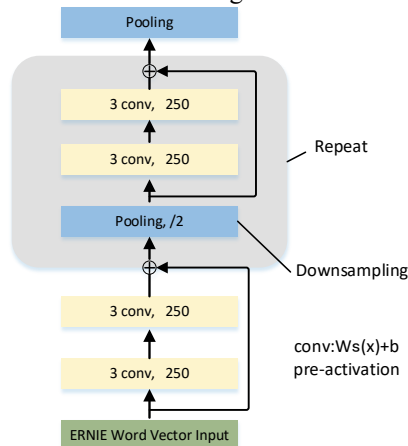 Pooling
3 conv, 250
3 conv, 250
Repeat
Pooling, /2
Downsampling
3 conv, 250
conv:Ws(x)+b
pre-activation
3 conv, 250
ERNIE Word Vector Input